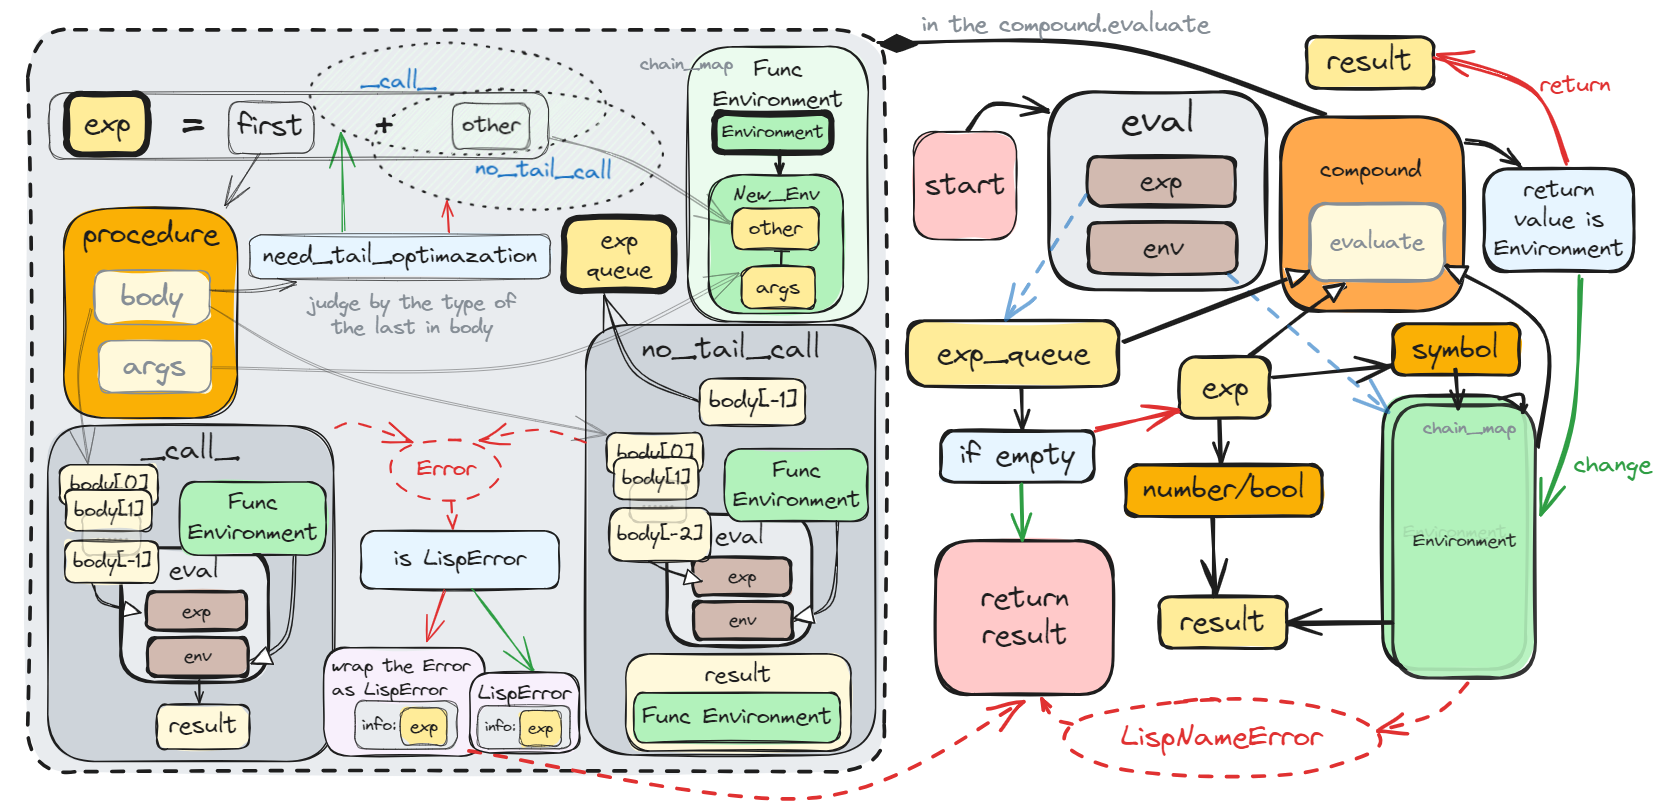 in the compound.evaluate
_call_
chain_map
Func
Environment
exp
=
first
+
other
Environment
no_tail_call
New_Env
other
args
procedure
body
args
need_tail_optimazation
judge by the type of
the last in body
exp
queue
no_tail_call
body[-1]
_call_
body[0]
body[1]
......
body[-1]
Func
Environment
eval
exp
env
result
Error
is LispError
wrap the Error
as LispError
info:
exp
LispError
info:
exp
body[0]
body[1]
......
body[-2]
Func
Environment
eval
exp
env
result
Func Environment
start
eval
exp
env
compound
evaluate
result
return
return
value is
Environment
exp_queue
if empty
exp
symbol
number/bool
chain_map
Environment
Environment
change
result
return
result
LispNameError